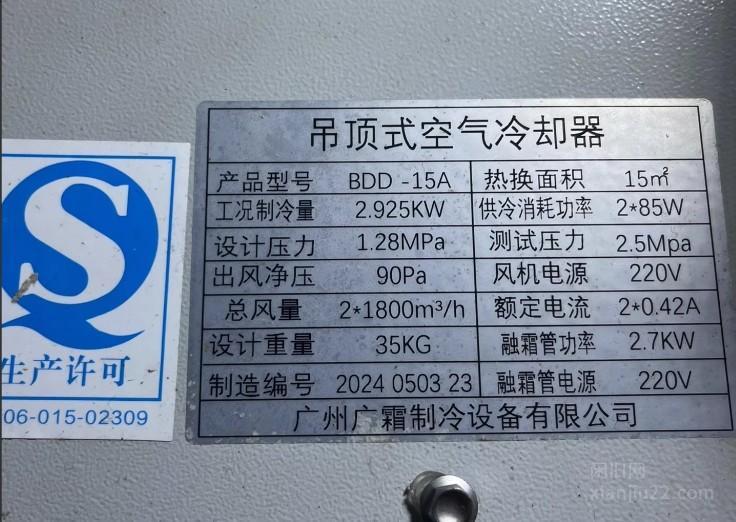 吊顶式空气冷却器
产品型号 BDD -15A 热换面积 15㎡
工况制冷量 2.925KW 供冷消耗功率 2*85W
设计压力 1.28MPa 测试压力 2.5Mpa
出风净压 90Pa 风机电源 220V
总风量 2*1800m³/h 额定电流 2*0.42A
设计重量 35KG 融霜管功率 2.7KW
制造编号 2024 0503 23 融霜管电源 220V
广州广霜制冷设备有限公司
生产许可
06-015-02309
闲旧网
xianjiu22.com